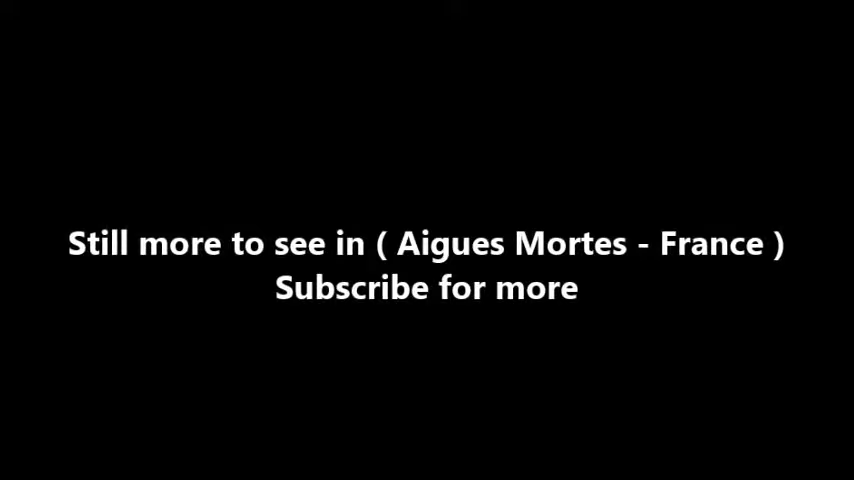 Still more to see in ( Aigues Mortes - France )
Subscribe for more